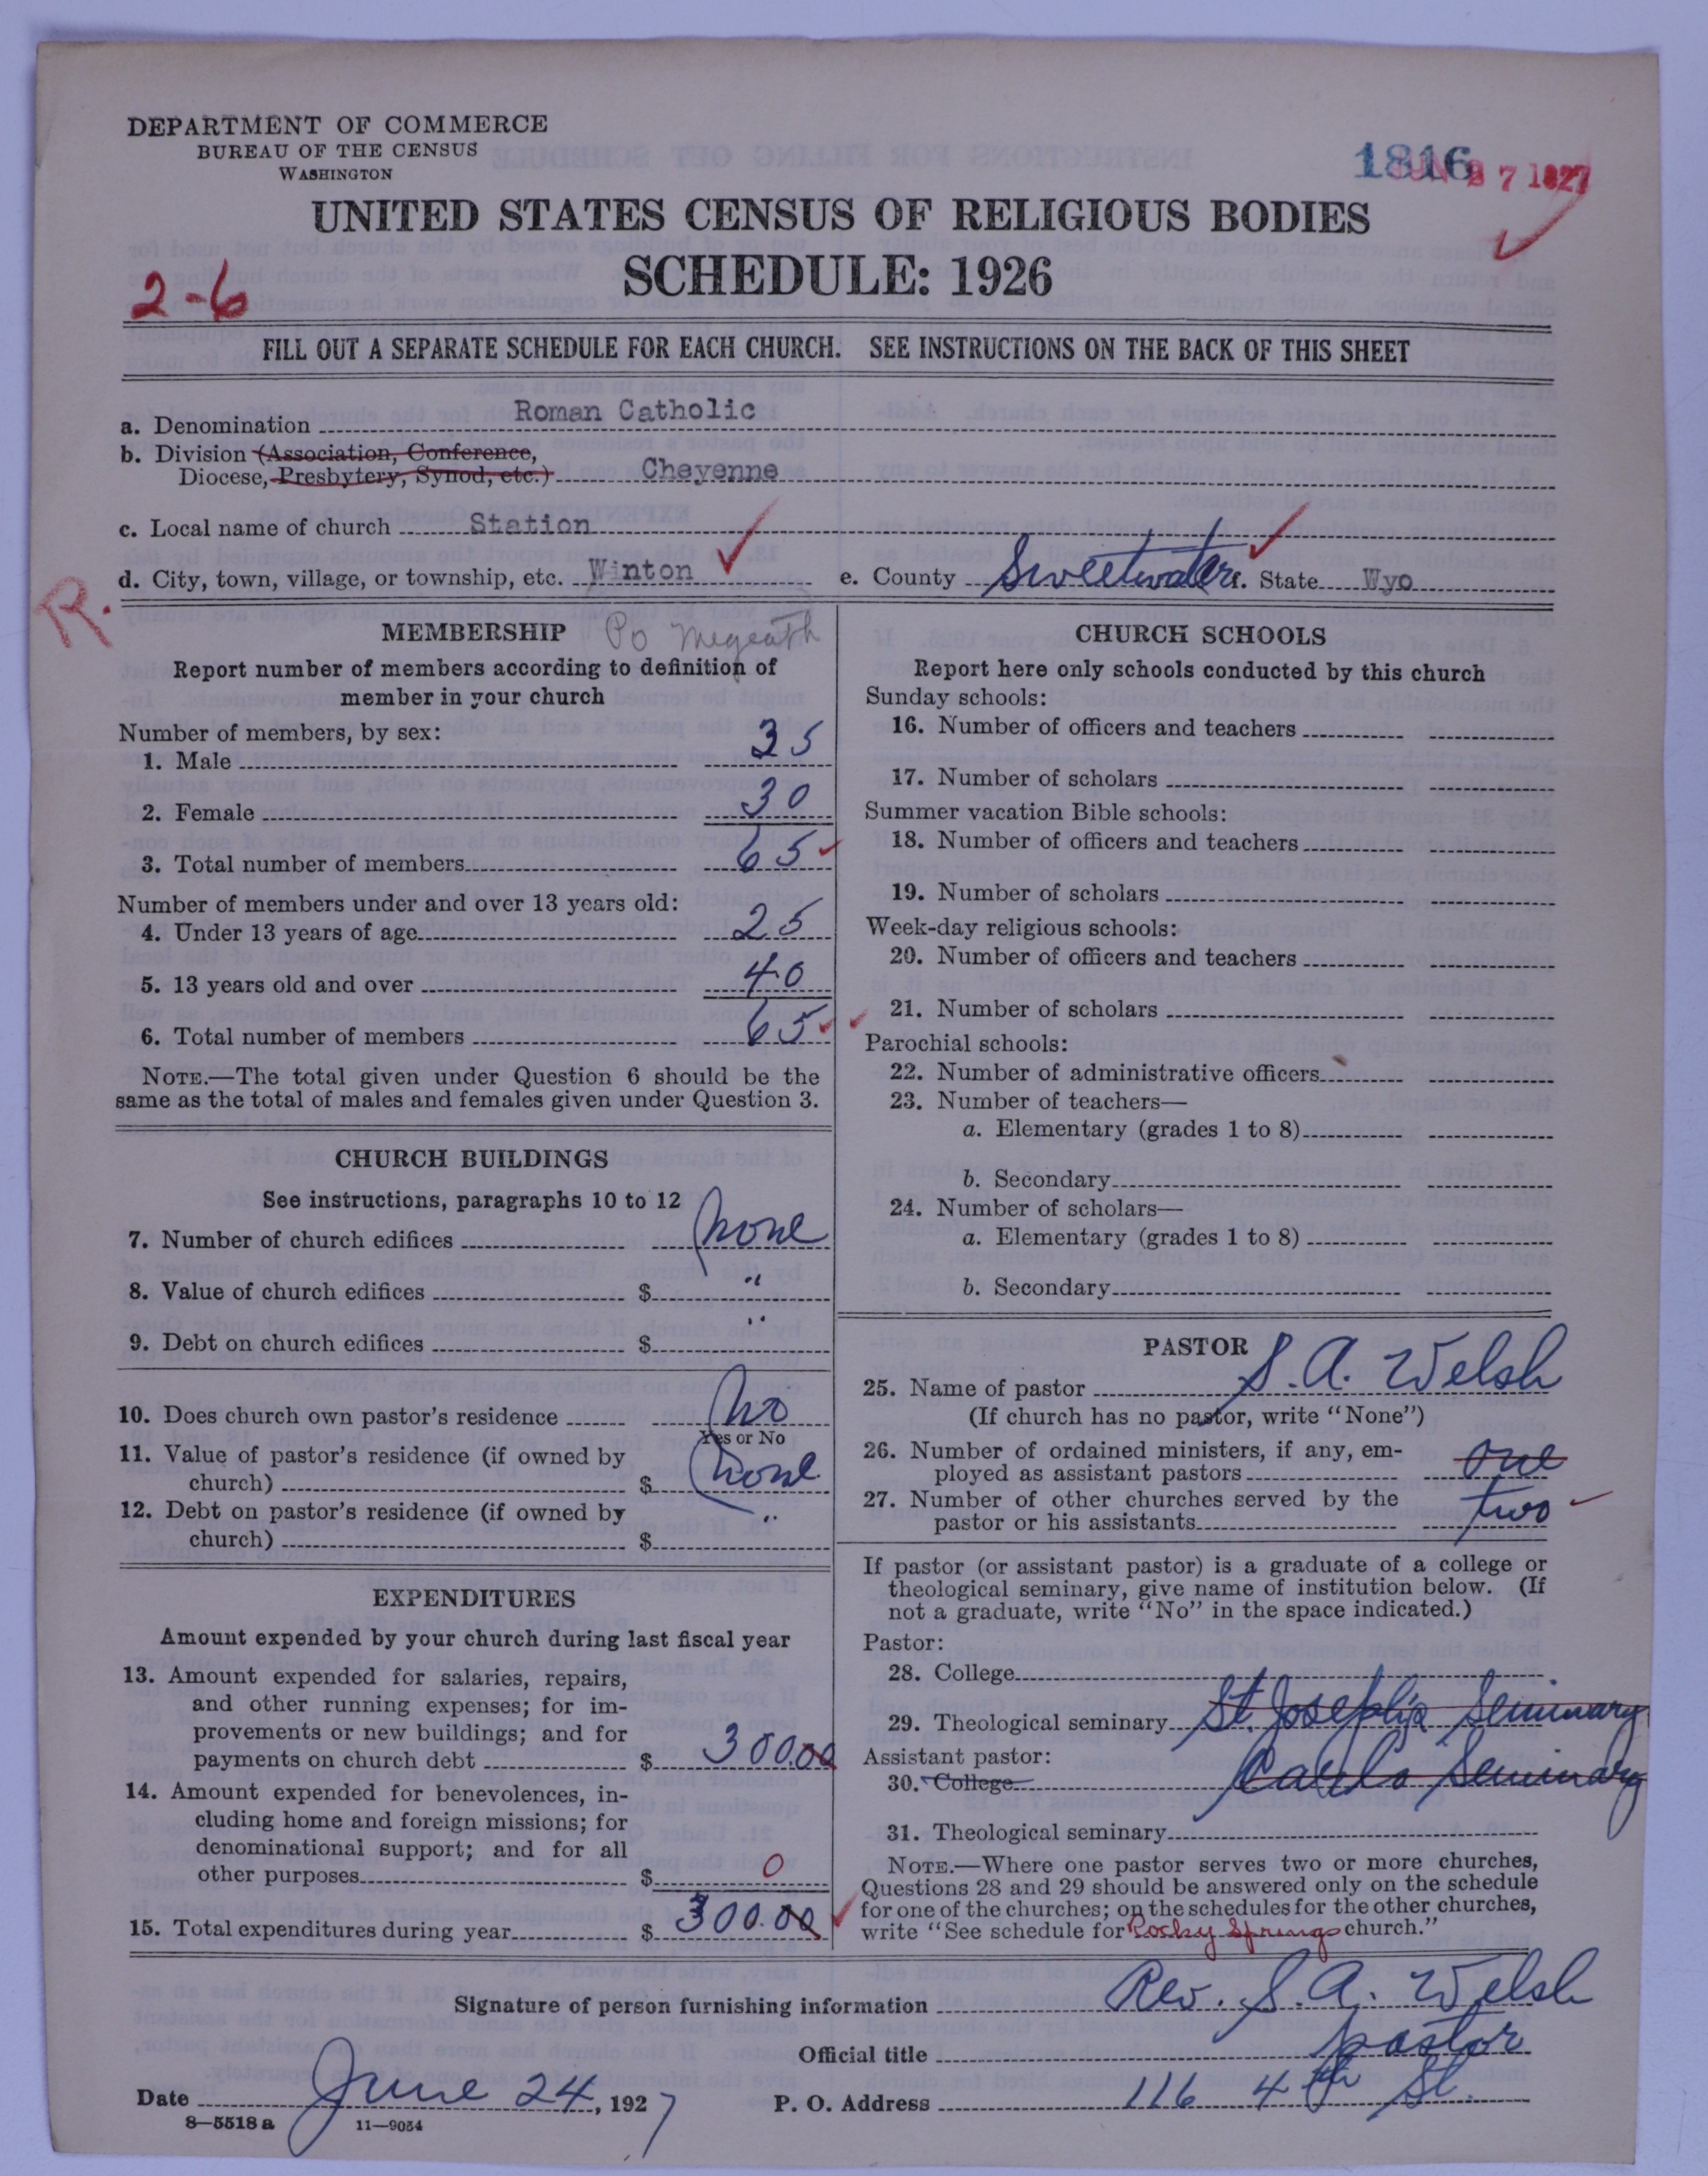 DEPARTMENT OF COMMERCE
BUREAU OF THE CENSUS
WASHINGTON
1816
JUN 27 1927
UNITED STATES CENSUS OF RELIGIOUS BODIES
SCHEDULE: 1926
2-6
FILL OUT A SEPARATE SCHEDULE FOR EACH CHURCH. SEE INSTRUCTIONS ON THE BACK OF THIS SHEET
a. Denomination Roman Catholic
b. Division (Association, Conference,
Diocese, Presbytery, Synod, etc.) Cheyenne
c. Local name of church Station
d. City, town, village, or township, etc. Winton e. County Sweetwater f. State Wyo
R.
MEMBERSHIP
Po Megeath
Report number of members according to definition of
member in your church
Number of members, by sex:
1. Male 35
2. Female 30
3. Total number of members 65
Number of members under and over 13 years old:
4. Under 13 years of age 25
5. 13 years old and over 40
6. Total number of members 65
NOTE.—The total given under Question 6 should be the
same as the total of males and females given under Question 3.
CHURCH BUILDINGS
See instructions, paragraphs 10 to 12
7. Number of church edifices none
8. Value of church edifices $ "
9. Debt on church edifices $ "
10. Does church own pastor's residence No
Yes or No
11. Value of pastor's residence (if owned by
church) $ none
12. Debt on pastor's residence (if owned by
church) $ "
EXPENDITURES
Amount expended by your church during last fiscal year
13. Amount expended for salaries, repairs,
and other running expenses; for im-
provements or new buildings; and for
payments on church debt $ 300.00
14. Amount expended for benevolences, in-
cluding home and foreign missions; for
denominational support; and for all
other purposes $ 0
15. Total expenditures during year $ 300.00
CHURCH SCHOOLS
Report here only schools conducted by this church
Sunday schools:
16. Number of officers and teachers
17. Number of scholars
Summer vacation Bible schools:
18. Number of officers and teachers
19. Number of scholars
Week-day religious schools:
20. Number of officers and teachers
21. Number of scholars
Parochial schools:
22. Number of administrative officers
23. Number of teachers—
a. Elementary (grades 1 to 8)
b. Secondary
24. Number of scholars—
a. Elementary (grades 1 to 8)
b. Secondary
PASTOR
25. Name of pastor S. A. Welsh
(If church has no pastor, write "None")
26. Number of ordained ministers, if any, em-
ployed as assistant pastors one
27. Number of other churches served by the
pastor or his assistants two
If pastor (or assistant pastor) is a graduate of a college or
theological seminary, give name of institution below. (If
not a graduate, write "No" in the space indicated.)
Pastor:
28. College
29. Theological seminary St. Joseph's Seminary
Assistant pastor:
30. College Seminary
31. Theological seminary
NOTE.—Where one pastor serves two or more churches,
Questions 28 and 29 should be answered only on the schedule
for one of the churches; on the schedules for the other churches,
write "See schedule for Rocky Springs church."
Signature of person furnishing information Rev. S. A. Welsh
Official title pastor
Date June 24, 1927 P. O. Address 116 4th St.
8—5518 a 11—9054